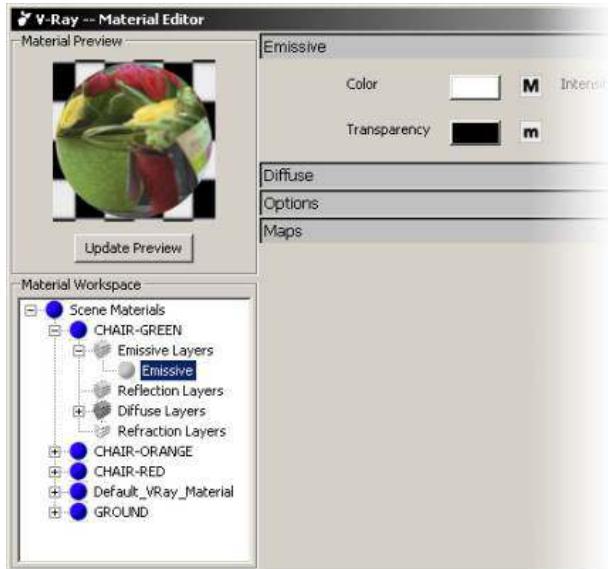 V-Ray -- Material Editor
Material Preview
Update Preview
Emissive
Color M
Transparency m
Diffuse
Options
Maps
Material Workspace
Scene Materials
CHAIR-GREEN
Emissive Layers
Emissive
Reflection Layers
Diffuse Layers
Refraction Layers
CHAIR-ORANGE
CHAIR-RED
Default_VRay_Material
GROUND